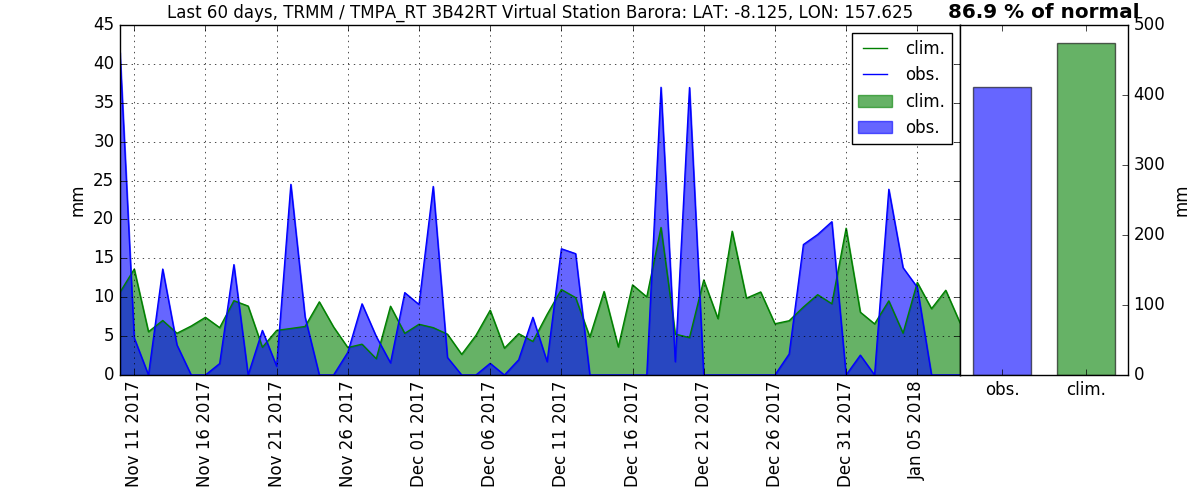 Last 60 days, TRMM / TMPA_RT 3B42RT Virtual Station Barora: LAT: -8.125, LON: 157.625
86.9 % of normal
45
40
35
30
25
20
15
10
5
0
mm
clim.
obs.
clim.
obs.
Nov 11 2017
Nov 16 2017
Nov 21 2017
Nov 26 2017
Dec 01 2017
Dec 06 2017
Dec 11 2017
Dec 16 2017
Dec 21 2017
Dec 26 2017
Dec 31 2017
Jan 05 2018
obs.
clim.
500
400
300
200
100
0
mm